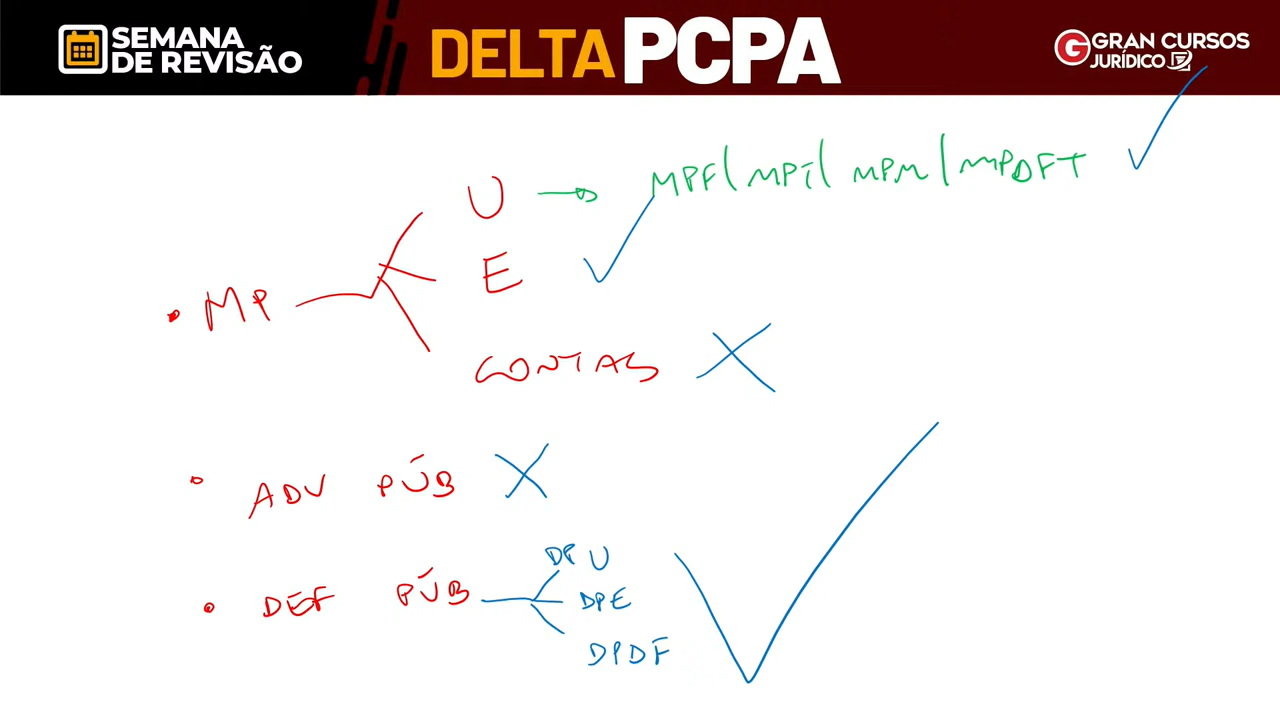 SEMANA
DE REVISÃO
DELTA PCPA
GRAN CURSOS
JURÍDICO
U → MPF/ MPT/ MPM/ MPDFT
E
• MP
CONTAS
• ADV PÚB
• DEF PÚB
DPU
DPE
DPDF